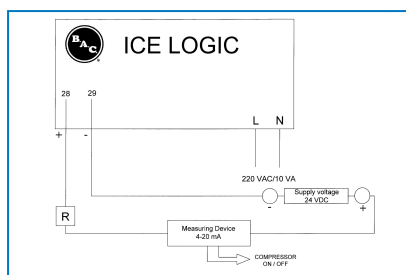 B A C
ICE LOGIC
28
29
L
N
+
-
220 VAC/10 VA
Supply voltage
24 VDC
-
+
R
Measuring Device
4-20 mA
COMPRESSOR
ON / OFF